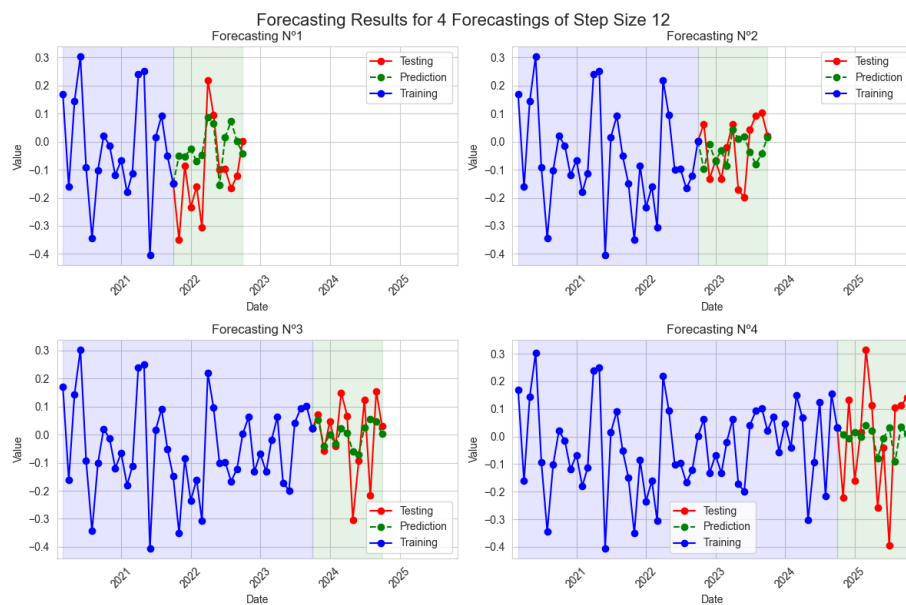 Forecasting Results for 4 Forecastings of Step Size 12
Forecasting Nº1
Value
0.3
0.2
0.1
0.0
−0.1
−0.2
−0.3
−0.4
2021
2022
2023
2024
2025
Date
Testing
Prediction
Training
Forecasting Nº2
Value
0.3
0.2
0.1
0.0
−0.1
−0.2
−0.3
−0.4
2021
2022
2023
2024
2025
Date
Testing
Prediction
Training
Forecasting Nº3
Value
0.3
0.2
0.1
0.0
−0.1
−0.2
−0.3
−0.4
2021
2022
2023
2024
2025
Date
Testing
Prediction
Training
Forecasting Nº4
Value
0.3
0.2
0.1
0.0
−0.1
−0.2
−0.3
−0.4
2021
2022
2023
2024
2025
Date
Testing
Prediction
Training